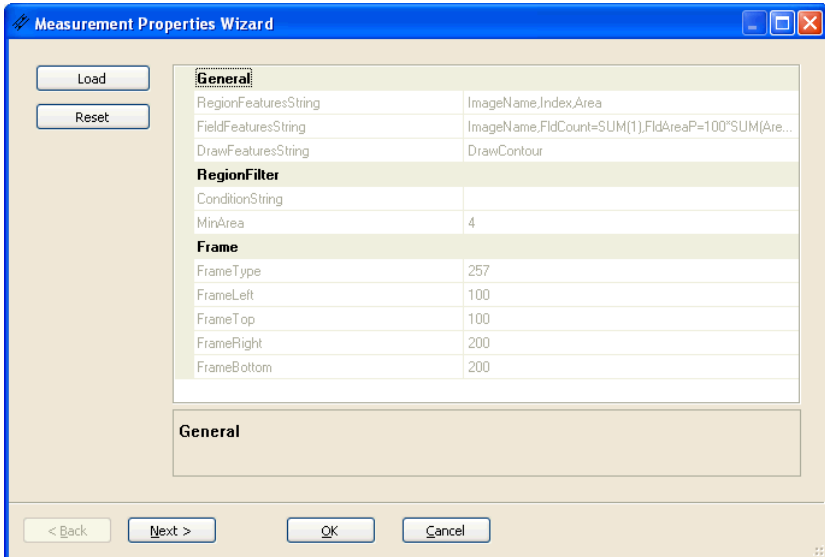 Measurement Properties Wizard
Load
Reset
General
RegionFeaturesString ImageName,Index,Area
FieldFeaturesString ImageName,FldCount=SUM(1),FldAreaP=100*SUM(Are...
DrawFeaturesString DrawContour
RegionFilter
ConditionString
MinArea 4
Frame
FrameType 257
FrameLeft 100
FrameTop 100
FrameRight 200
FrameBottom 200
General
< Back Next > OK Cancel